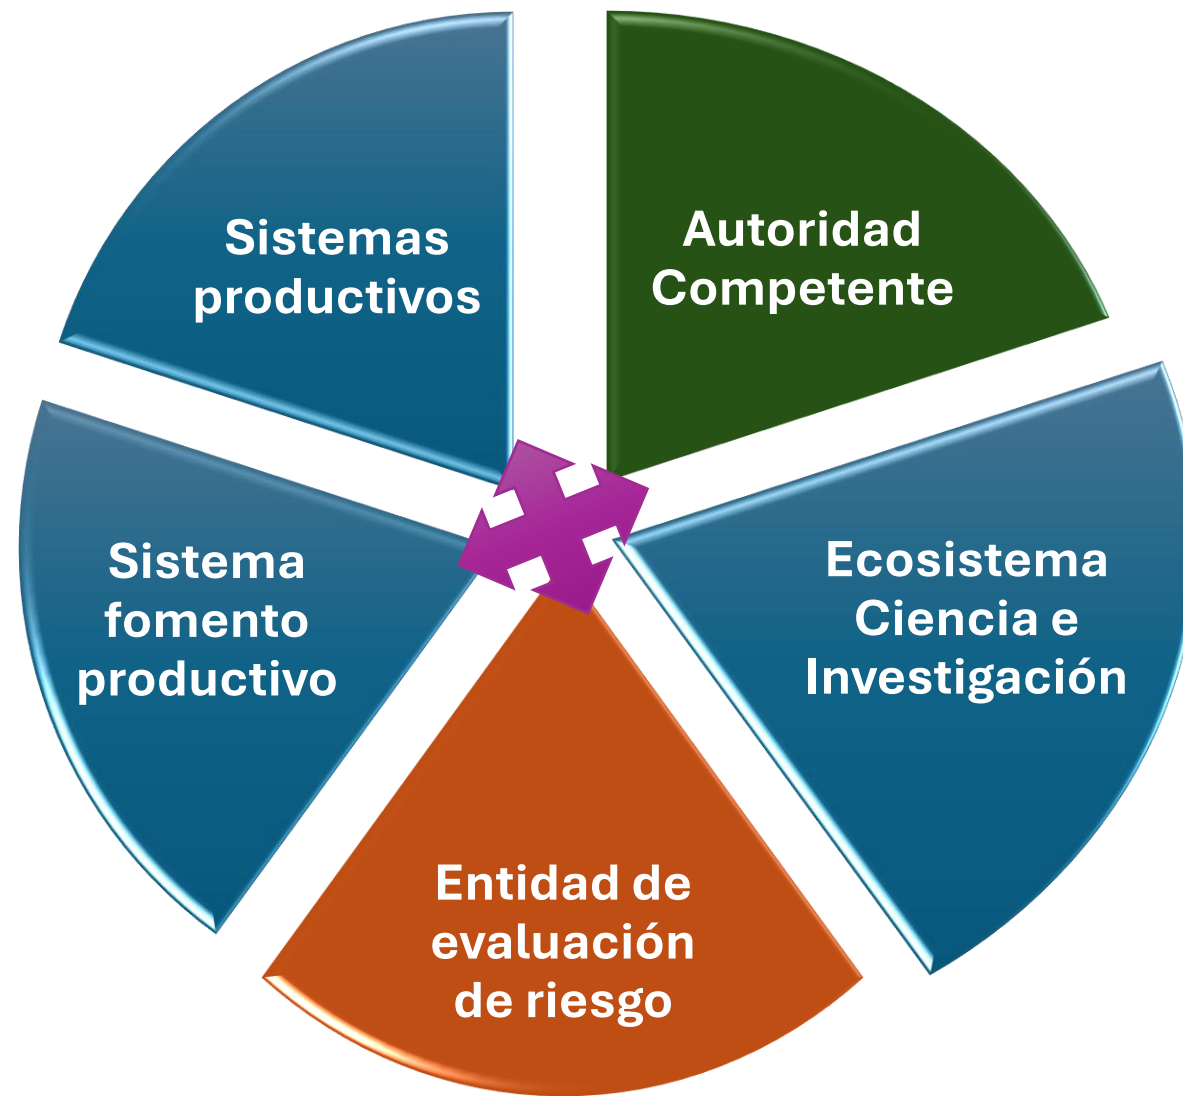 Sistemas
productivos
Autoridad
Competente
Sistema
fomento
productivo
Ecosistema
Ciencia e
Investigación
Entidad de
evaluación
de riesgo